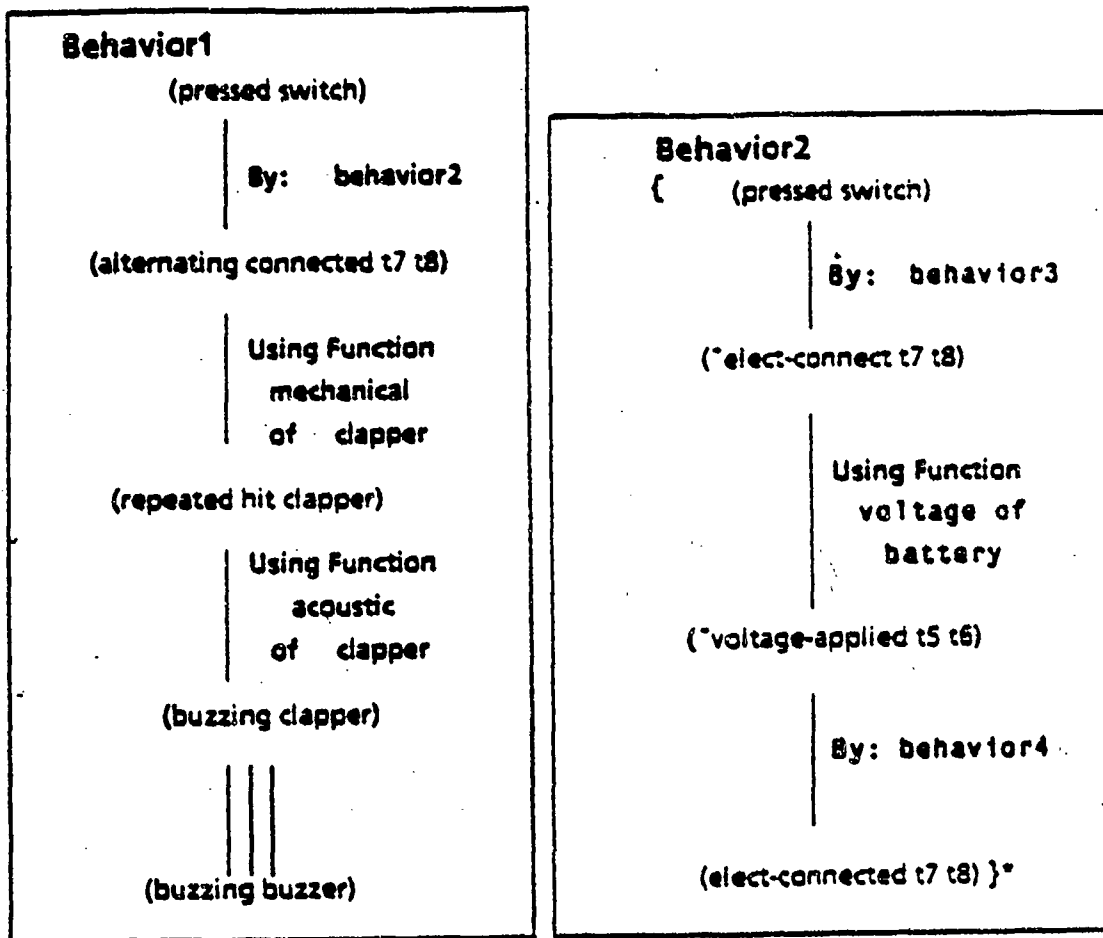 Behavior1
(pressed switch)
By: behavior2
(alternating connected t7 t8)
Using Function
mechanical
of clapper
(repeated hit clapper)
Using Function
acoustic
of clapper
(buzzing clapper)
(buzzing buzzer)
Behavior2
{ (pressed switch)
By: behavior3
(~elect-connect t7 t8)
Using Function
voltage of
battery
(~voltage-applied t5 t6)
By: behavior4
(elect-connected t7 t8) }*